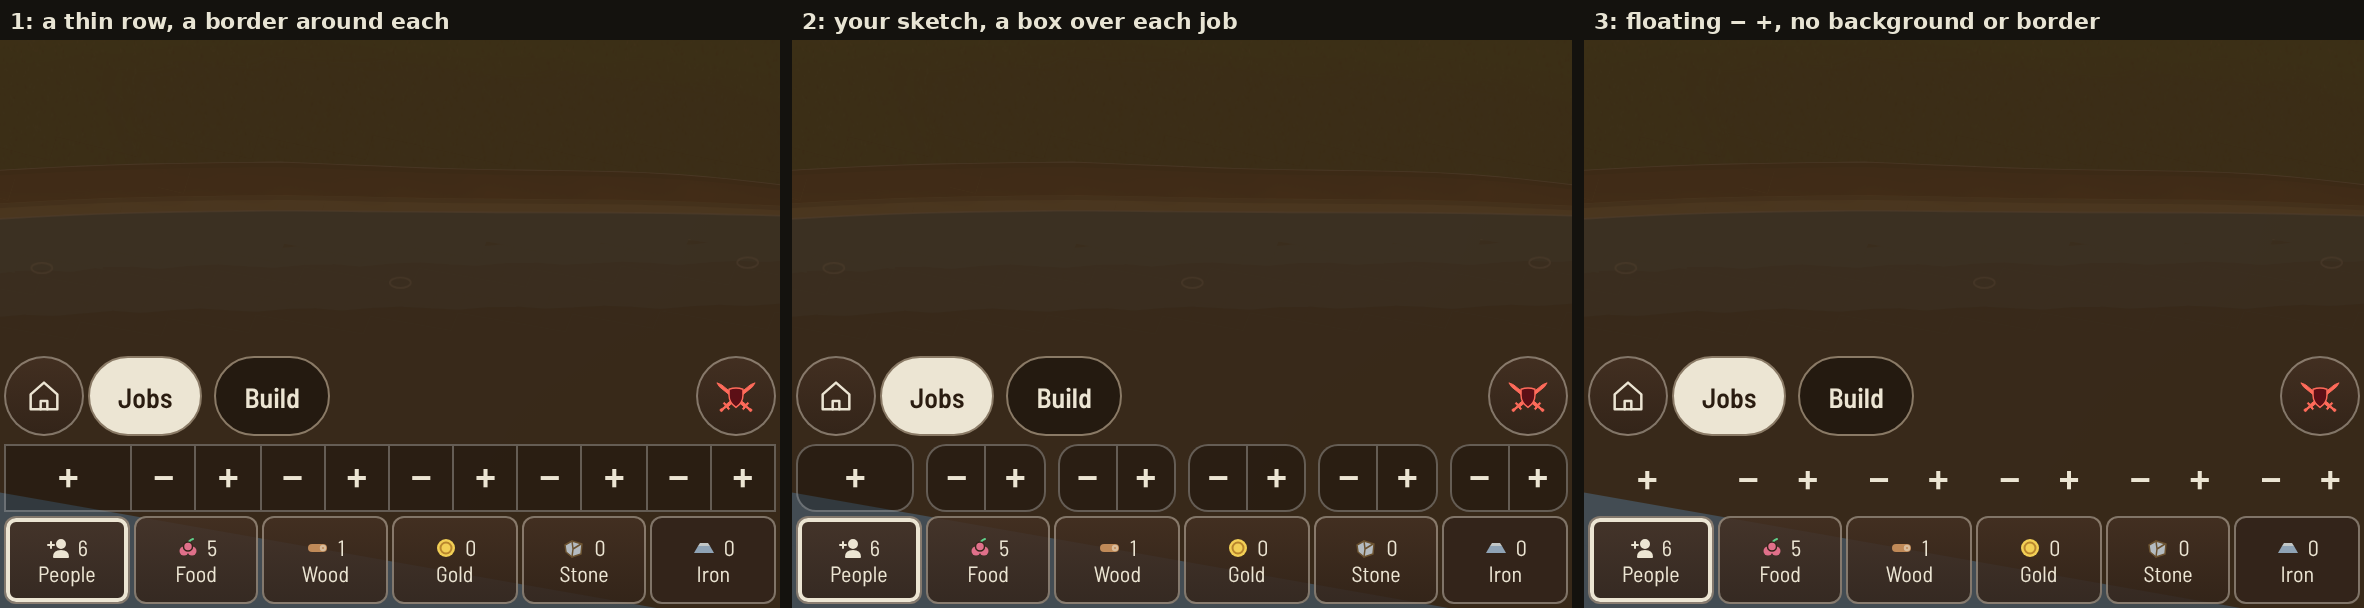 1: a thin row, a border around each
2: your sketch, a box over each job
3: floating − +, no background or border
Jobs Build
Jobs Build
Jobs Build
+ − + − + − + − + − +
+ − + − + − + − + − +
+ − + − + − + − + − +
6 5 1 0 0 0
People Food Wood Gold Stone Iron
6 5 1 0 0 0
People Food Wood Gold Stone Iron
6 5 1 0 0 0
People Food Wood Gold Stone Iron